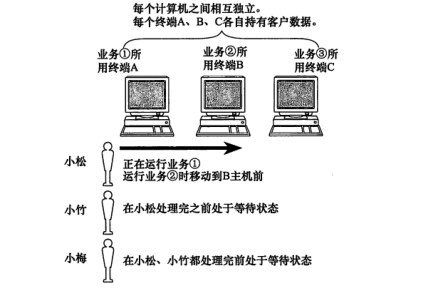 每个计算机之间相互独立。
每个终端A、B、C各自持有客户数据。
业务①所
用终端A
业务②所
用终端B
业务③所
用终端C
小松
正在运行业务①
运行业务②时移动到B主机前
小竹
在小松处理完之前处于等待状态
小梅
在小松、小竹都处理完前处于等待状态